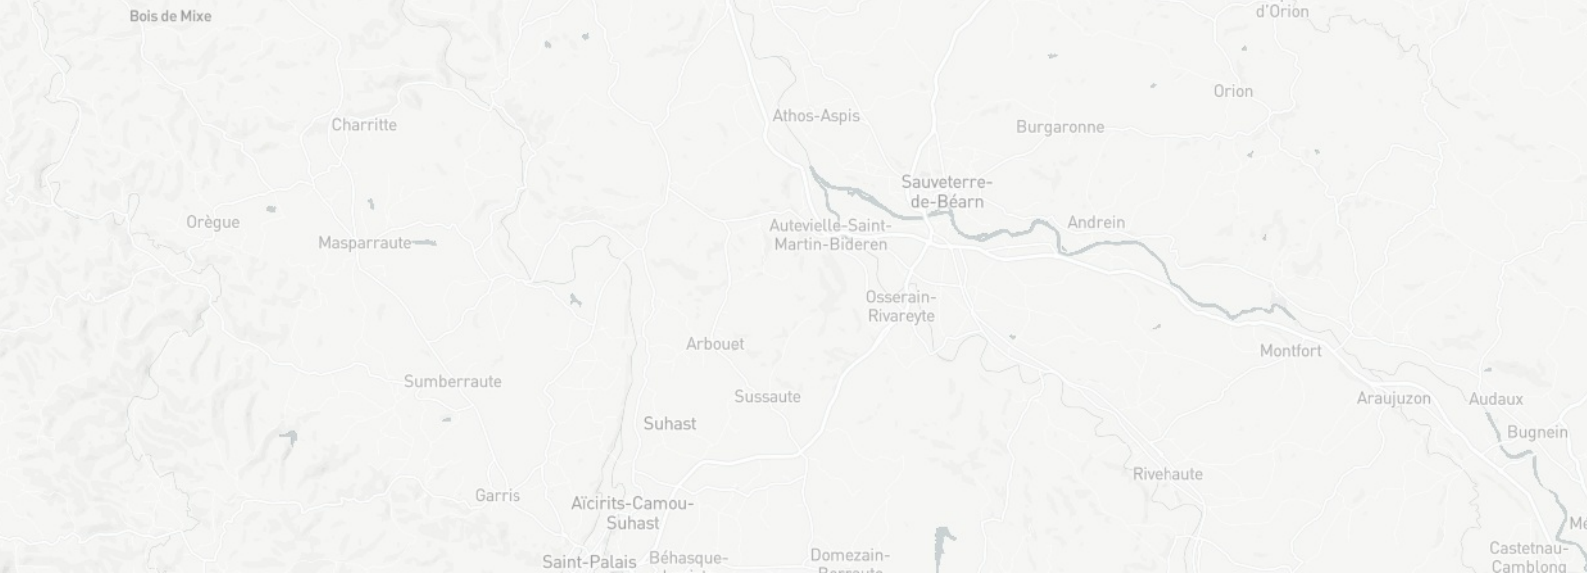 Bois de Mixe
d'Orion
Orion
Athos-Aspis
Charritte
Burgaronne
Sauveterre-
de-Béarn
Orègue
Autevielle-Saint-
Martin-Bideren
Andrein
Masparraute
Osserain-
Rivareyte
Arbouet
Montfort
Sumberraute
Sussaute
Araujuzon
Audaux
Suhast
Bugnein
Rivehaute
Garris
Aïcirits-Camou-
Suhast
Mé
Castetnau-
Camblong
Saint-Palais
Béhasque-
Domezain-